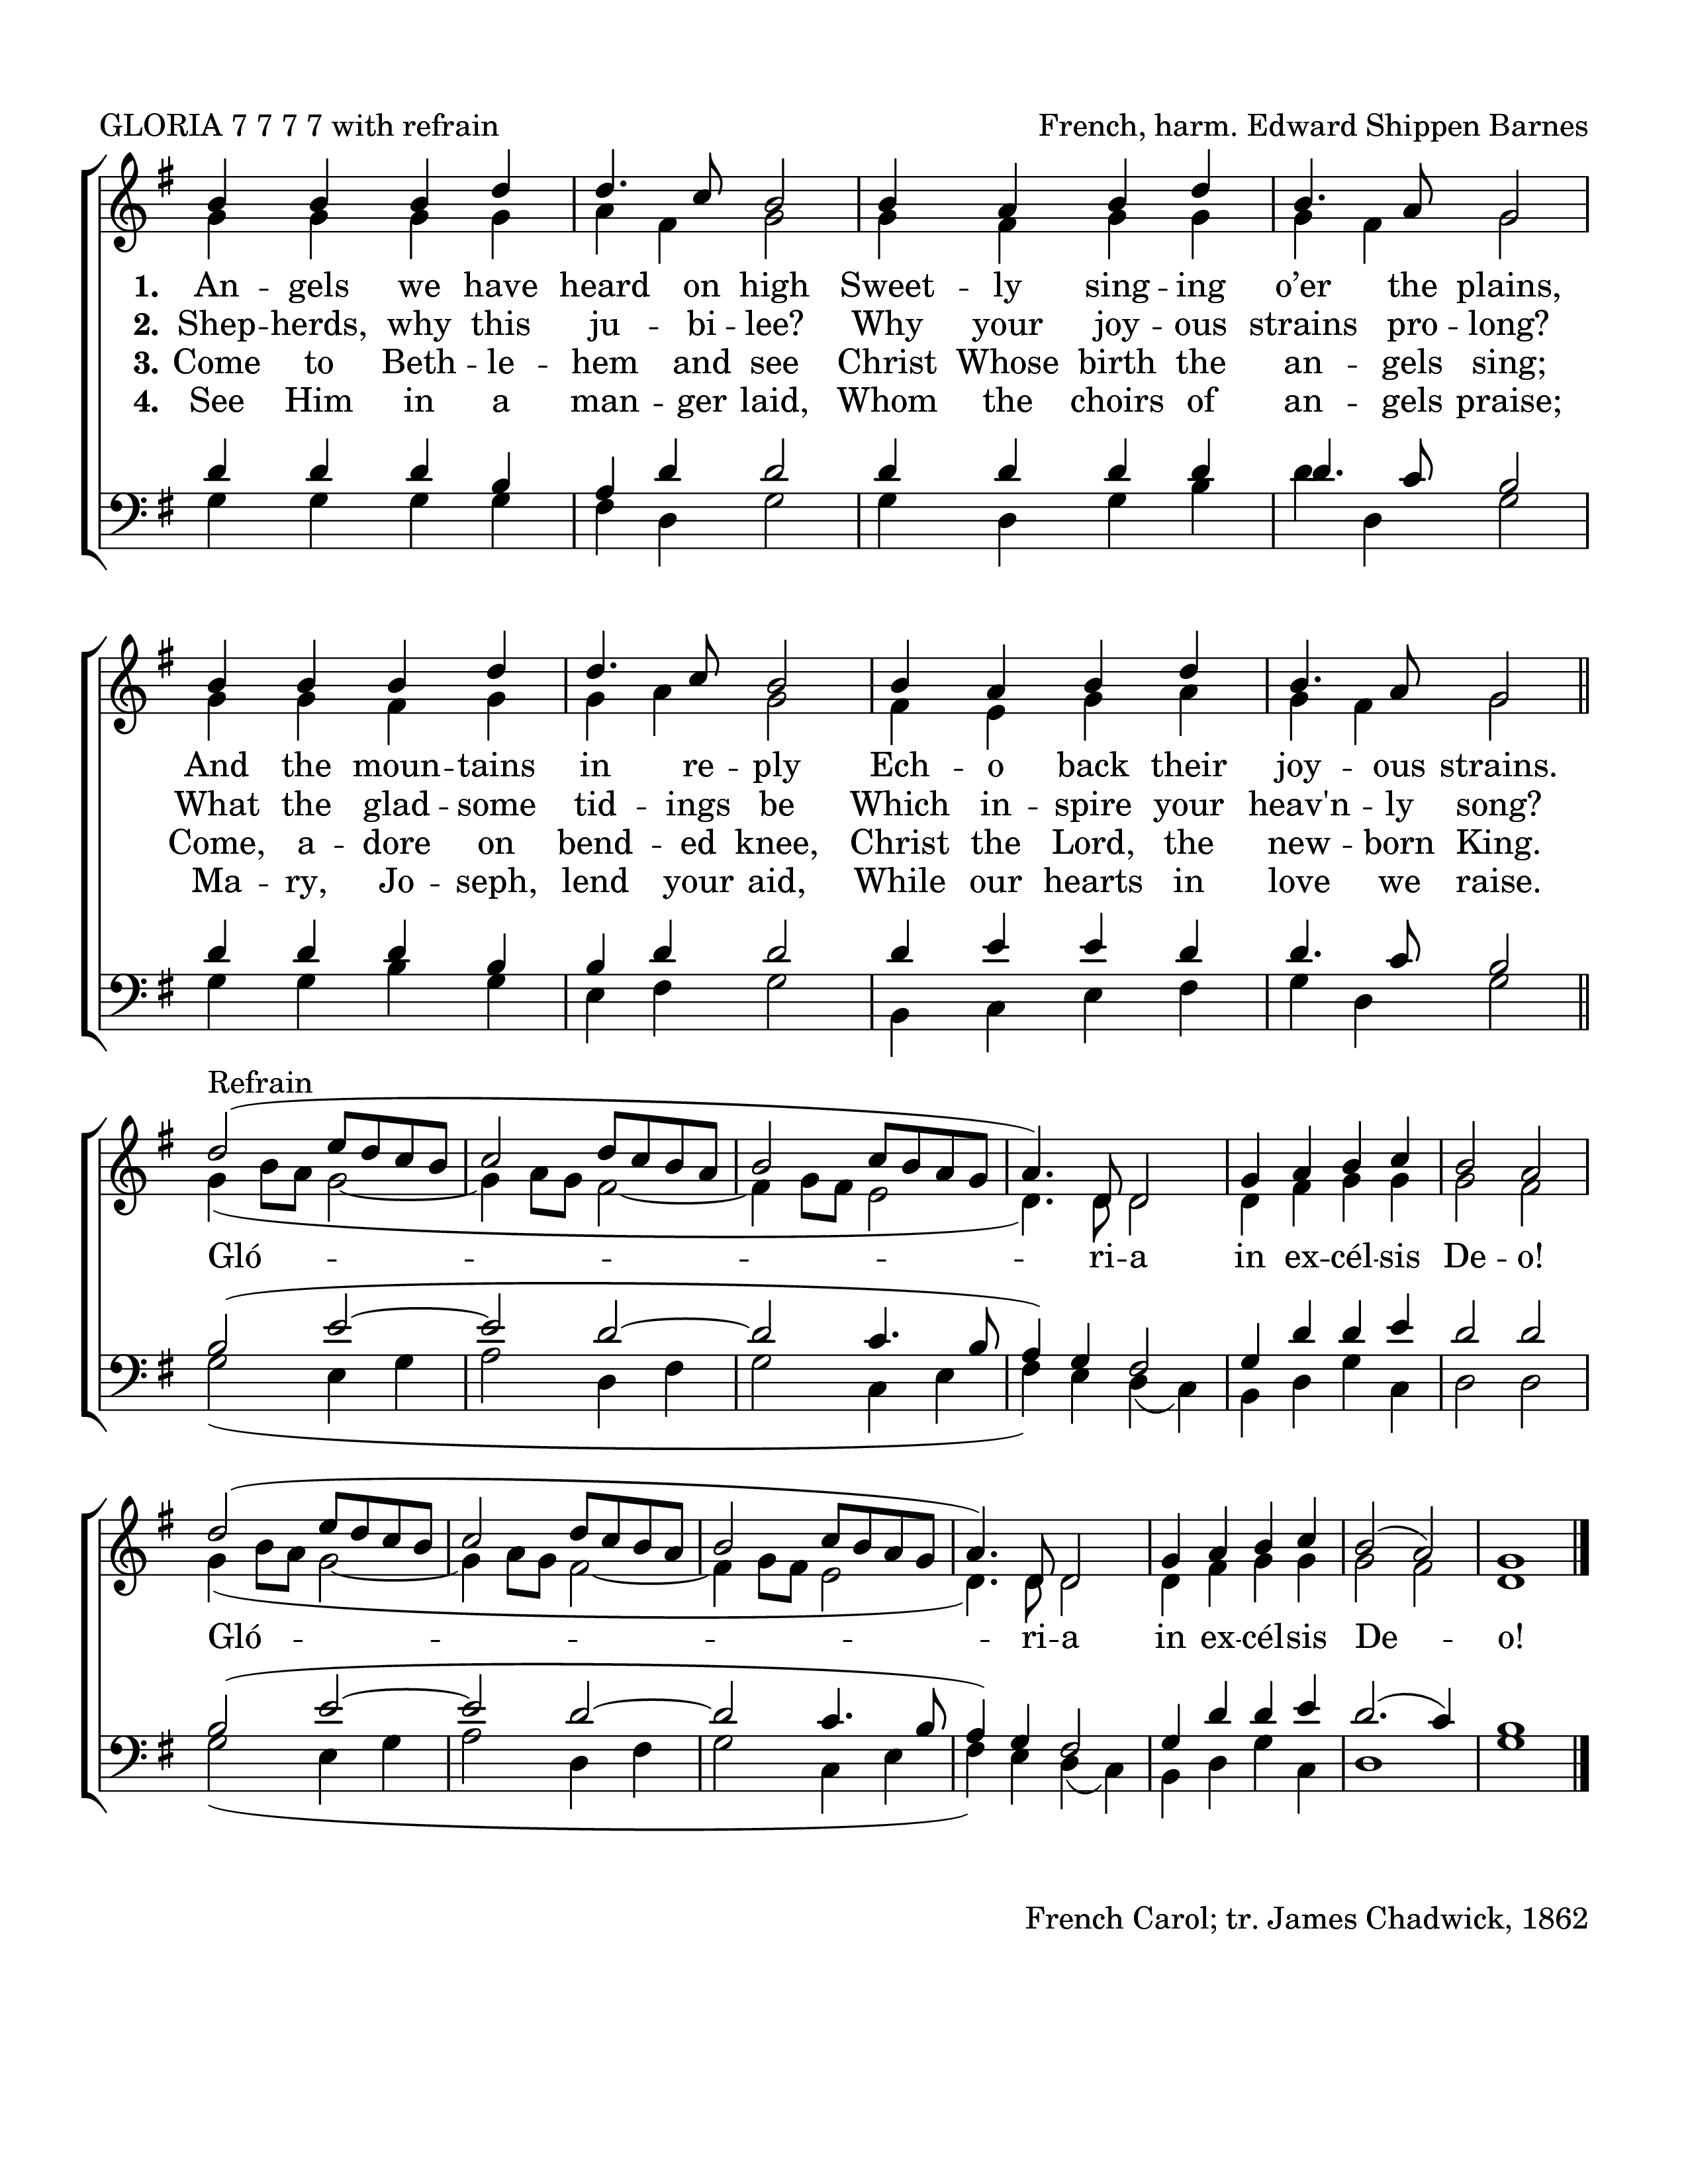 GLORIA 7 7 7 7 with refrain French, harm. Edward Shippen Barnes
1. An -- gels we have heard on high Sweet -- ly sing -- ing o’er the plains,
2. Shep -- herds, why this ju -- bi -- lee? Why your joy -- ous strains pro -- long?
3. Come to Beth -- le -- hem and see Christ Whose birth the an -- gels sing;
4. See Him in a man -- ger laid, Whom the choirs of an -- gels praise;
And the moun -- tains in re -- ply Ech -- o back their joy -- ous strains.
What the glad -- some tid -- ings be Which in -- spire your heav'n -- ly song?
Come, a -- dore on bend -- ed knee, Christ the Lord, the new -- born King.
Ma -- ry, Jo -- seph, lend your aid, While our hearts in love we raise.
Refrain
Gló -- ri -- a in ex -- cél -- sis De -- o!
Gló -- ri -- a in ex -- cél -- sis De -- o!
French Carol; tr. James Chadwick, 1862